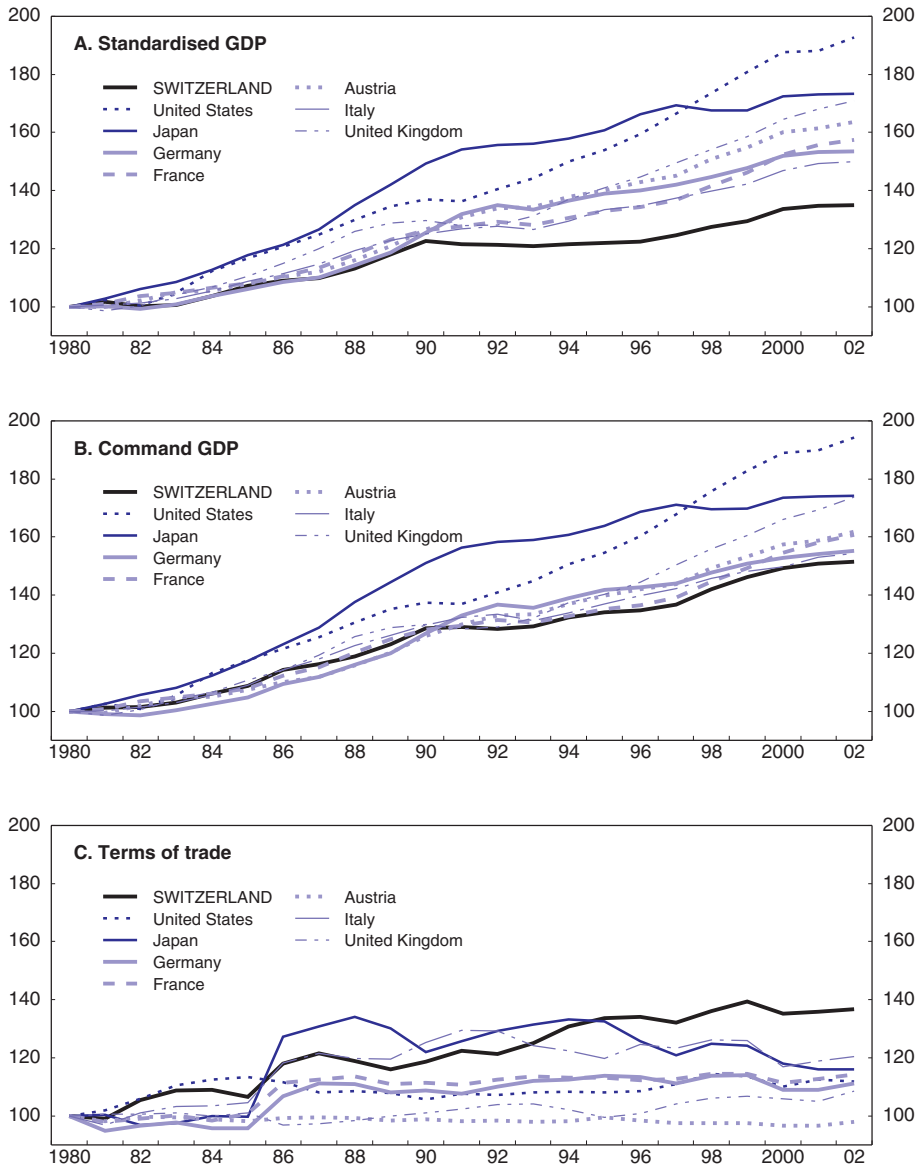 200 200
A. Standardised GDP
SWITZERLAND Austria
180 180
United States Italy
Japan United Kingdom
160 160
Germany
France
140 140
120 120
100 100
1980 82 84 86 88 90 92 94 96 98 2000 02
200 200
B. Command GDP
SWITZERLAND Austria
180 180
United States Italy
Japan United Kingdom
160 160
Germany
France
140 140
120 120
100 100
1980 82 84 86 88 90 92 94 96 98 2000 02
200 200
C. Terms of trade
SWITZERLAND Austria
180 180
United States Italy
Japan United Kingdom
160 160
Germany
France
140 140
120 120
100 100
1980 82 84 86 88 90 92 94 96 98 2000 02